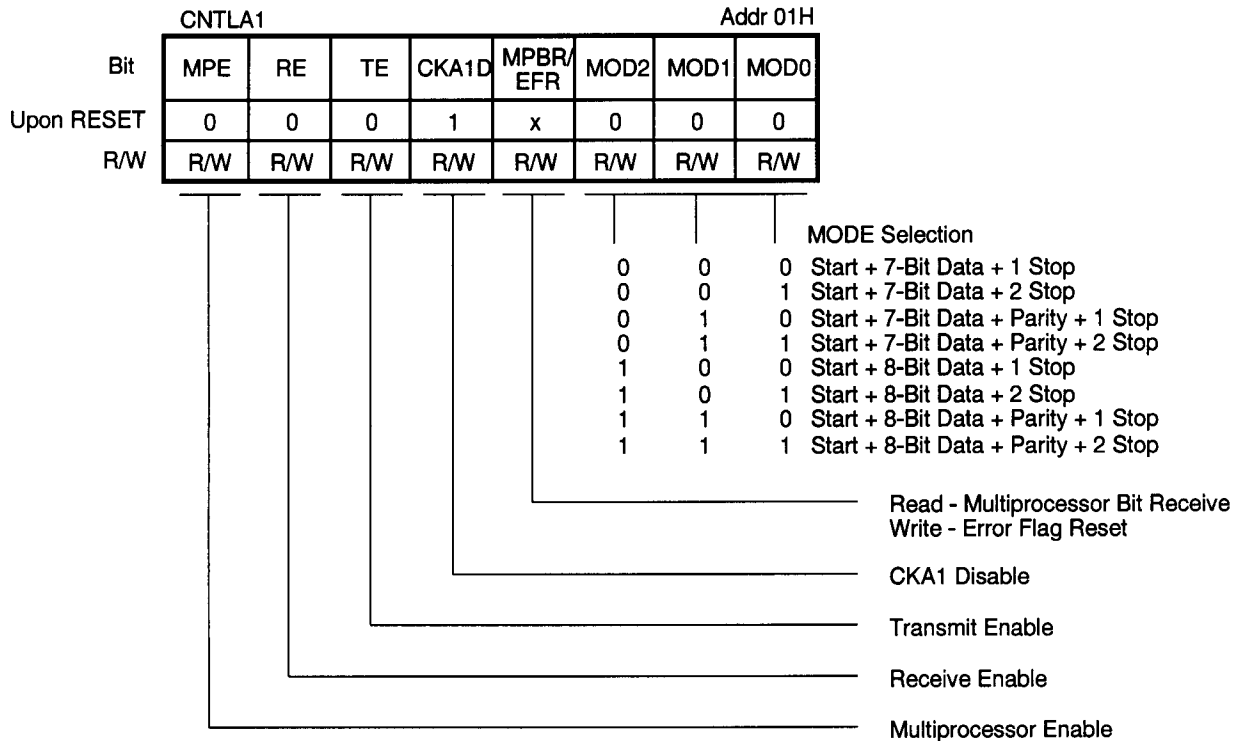 CNTLA1 Addr 01H
Bit MPE RE TE CKA1D MPBR/ EFR MOD2 MOD1 MOD0
Upon RESET 0 0 0 1 x 0 0 0
R/W R/W R/W R/W R/W R/W R/W R/W R/W
MODE Selection
0 0 0 Start + 7-Bit Data + 1 Stop
0 0 1 Start + 7-Bit Data + 2 Stop
0 1 0 Start + 7-Bit Data + Parity + 1 Stop
0 1 1 Start + 7-Bit Data + Parity + 2 Stop
1 0 0 Start + 8-Bit Data + 1 Stop
1 0 1 Start + 8-Bit Data + 2 Stop
1 1 0 Start + 8-Bit Data + Parity + 1 Stop
1 1 1 Start + 8-Bit Data + Parity + 2 Stop
Read - Multiprocessor Bit Receive
Write - Error Flag Reset
CKA1 Disable
Transmit Enable
Receive Enable
Multiprocessor Enable